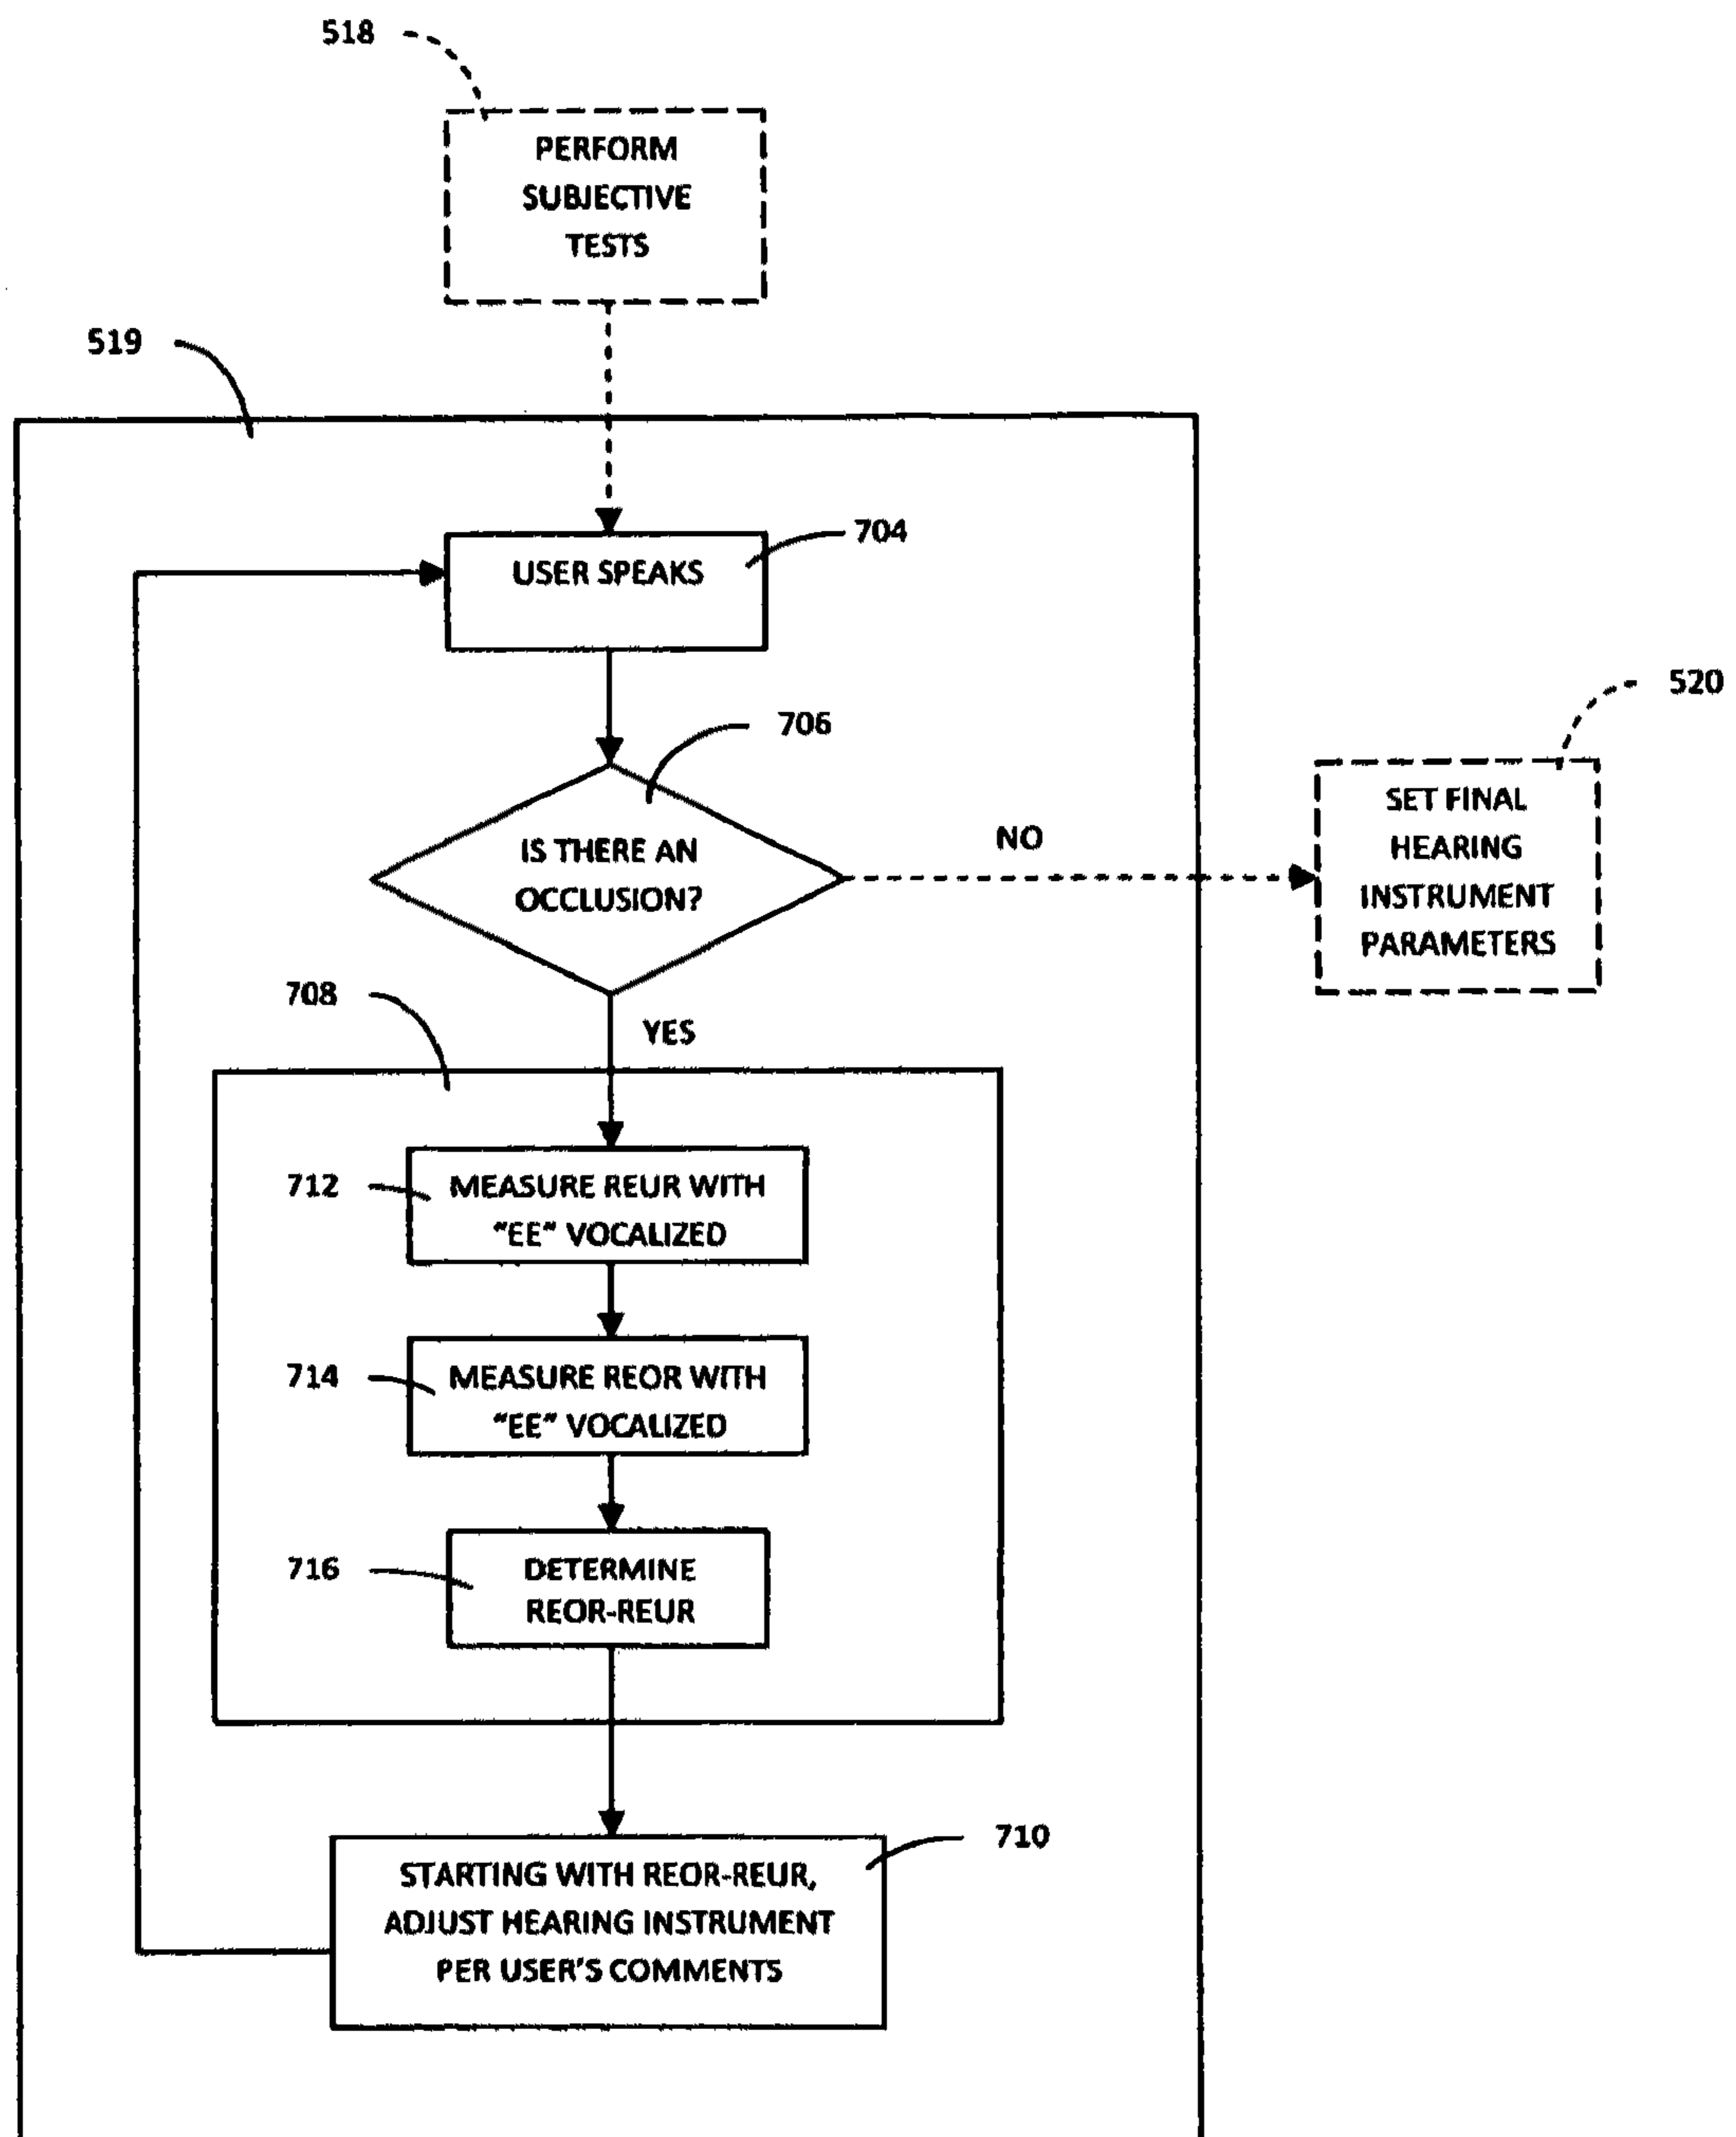 518
PERFORM
SUBJECTIVE
TESTS
519
704
USER SPEAKS
706
520
IS THERE AN
OCCLUSION?
NO
SET FINAL
HEARING
INSTRUMENT
PARAMETERS
708
YES
712
MEASURE REUR WITH
"EE" VOCALIZED
714
MEASURE REOR WITH
"EE" VOCALIZED
716
DETERMINE
REOR-REUR
710
STARTING WITH REOR-REUR,
ADJUST HEARING INSTRUMENT
PER USER'S COMMENTS